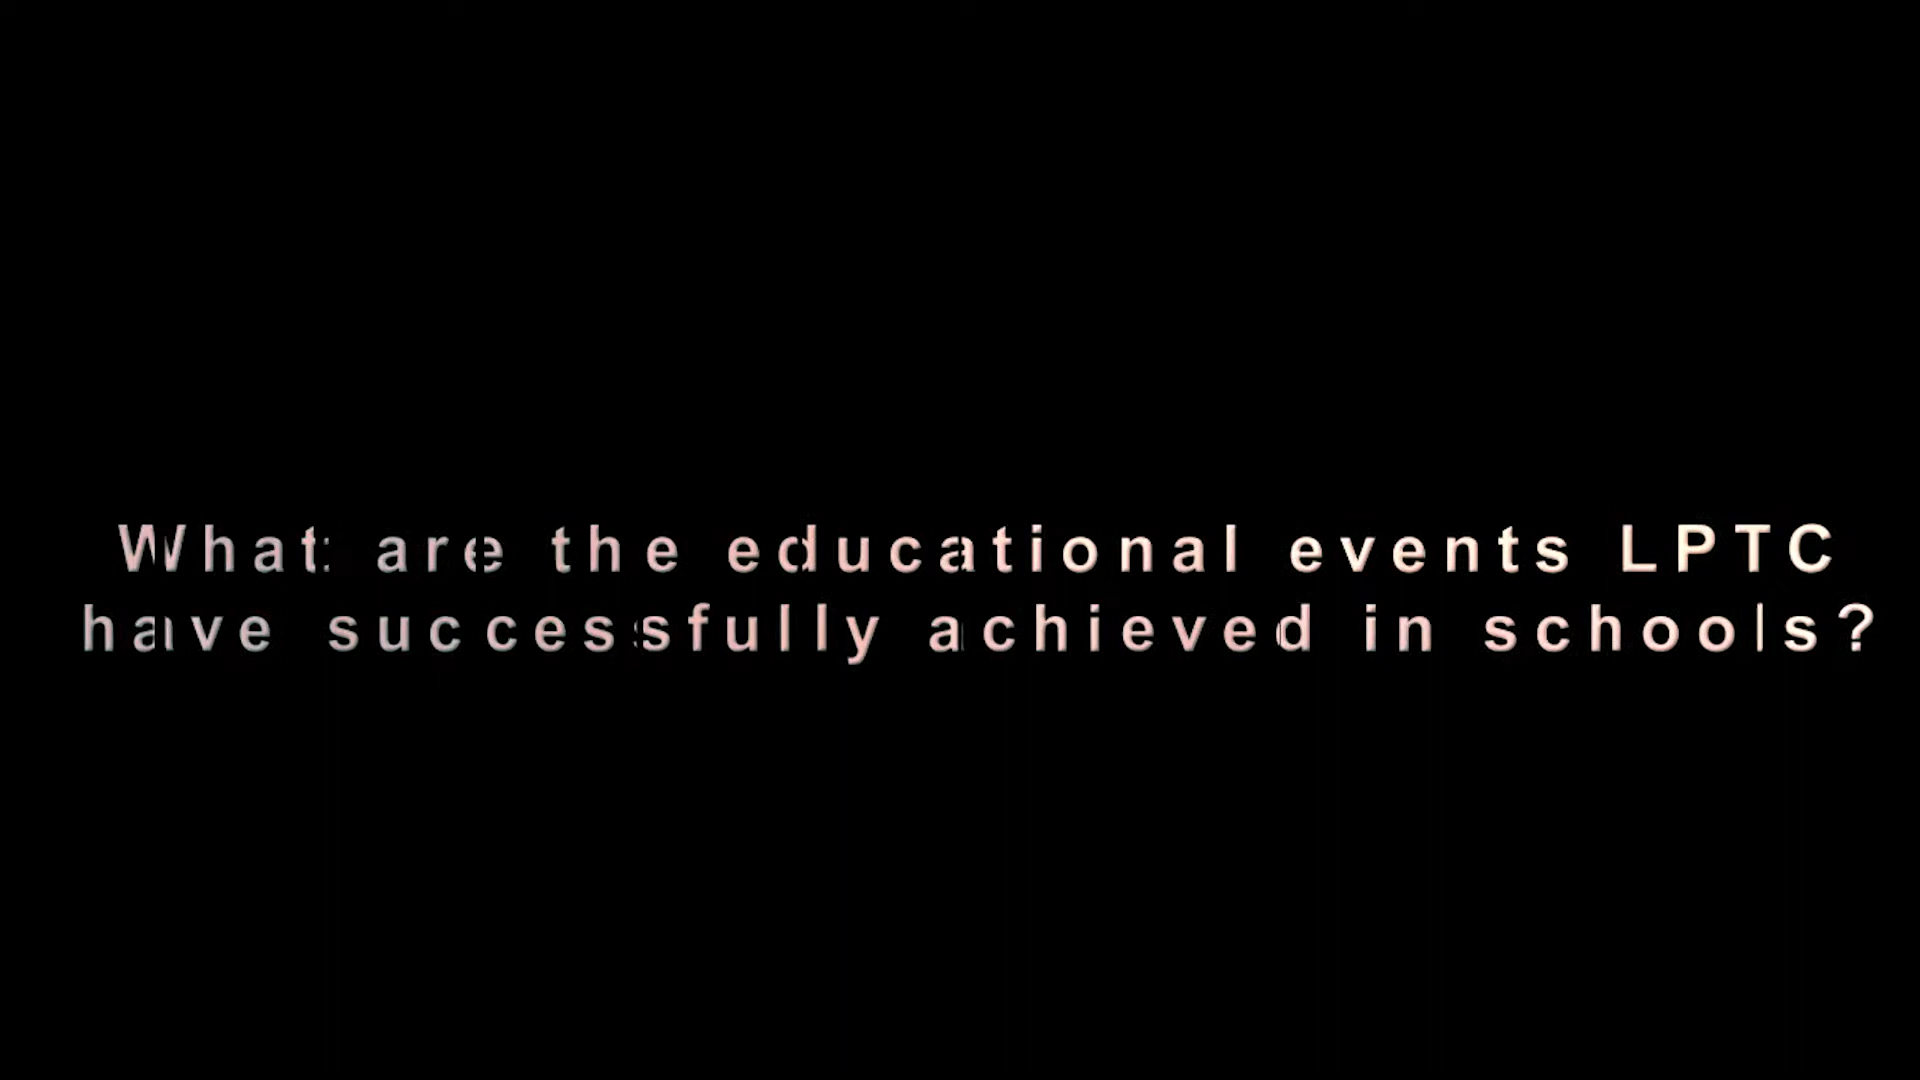 What are the educational events LPTC
have successfully achieved in schools?